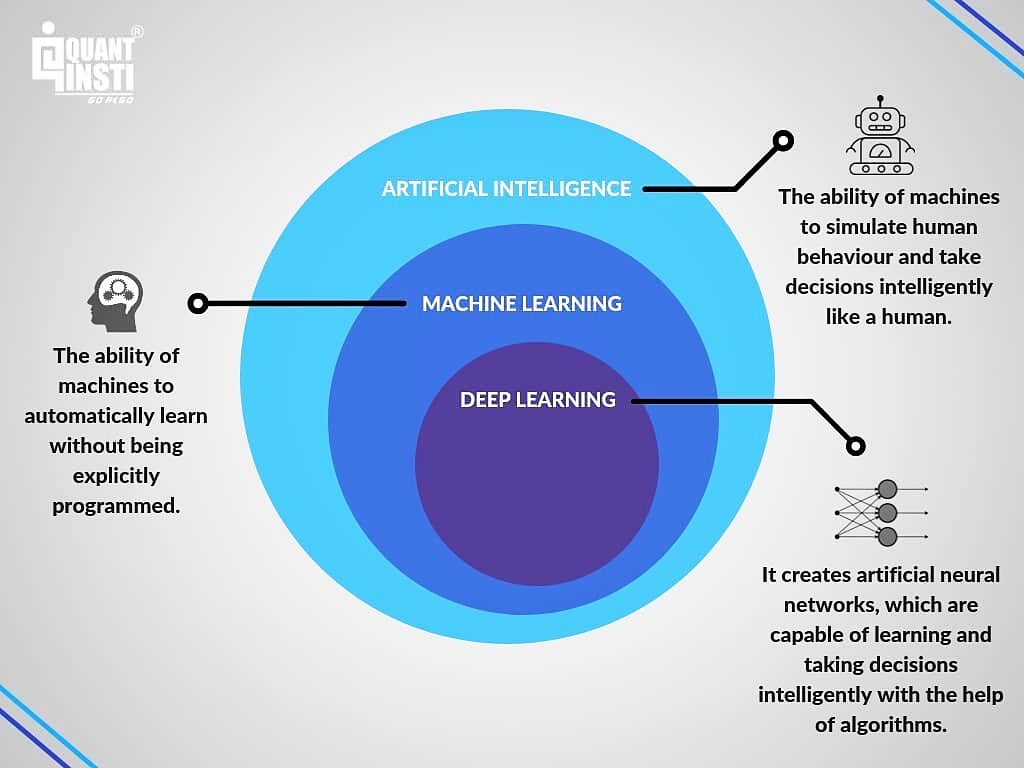 QUANT
INSTI
GO ALGO
®
ARTIFICIAL INTELLIGENCE
The ability of machines
to simulate human
behaviour and take
decisions intelligently
like a human.
MACHINE LEARNING
The ability of
machines to
automatically learn
without being
explicitly
programmed.
DEEP LEARNING
It creates artificial neural
networks, which are
capable of learning and
taking decisions
intelligently with the help
of algorithms.